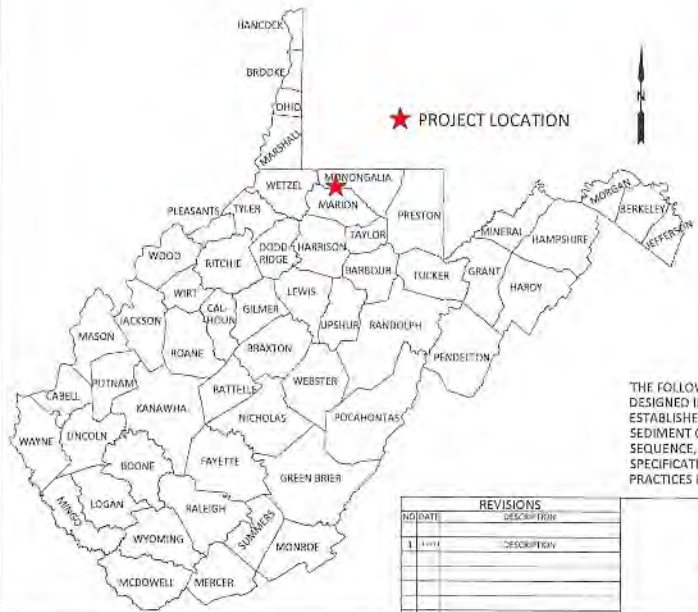 HANCOCK
BROOKE
OHIO
MARSHALL
N
PROJECT LOCATION
WETZEL
MONONGALIA
MARION
PRESTON
MORGAN
BERKELEY
JEFFERSON
PLEASANTS
TYLER
TAYLOR
MINERAL
HAMPSHIRE
WOOD
RITCHIE
DODD-
RIDGE
HARRISON
BARBOUR
TUCKER
GRANT
HARDY
WIRT
CAL-
HOUN
GILMER
LEWIS
UPSHUR
RANDOLPH
MASON
JACKSON
ROANE
BRAXTON
PENDELTON
CABELL
PUTNAM
RATTELL
WEBSTER
KANAWHA
NICHOLAS
POCAHONTAS
WAYNE
LINCOLN
BOONE
FAYETTE
GREEN BRIER
MINGO
LOGAN
RALEIGH
SUMMERS
WYOMING
MONROE
MCDOWELL
MERCER
THE FOLLOW
DESIGNED I
ESTABLISHE
SEDIMENT
SEQUENCE,
SPECIFICATI
PRACTICES
REVISIONS
NO DATE DESCRIPTION
1 DESCRIPTION